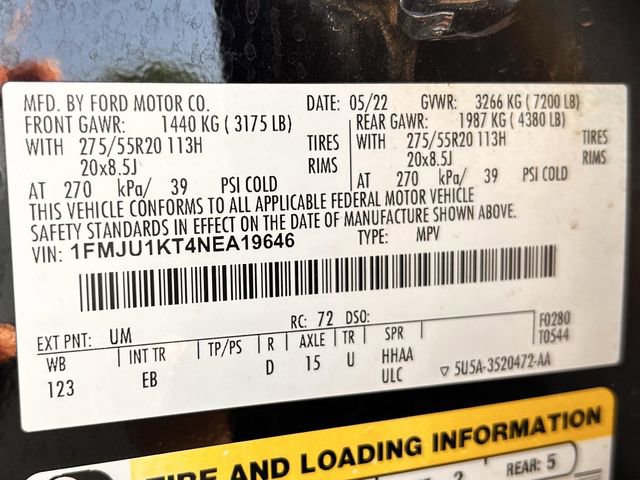 MFD. BY FORD MOTOR CO. DATE: 05/22 GVWR: 3266 KG ( 7200 LB)
FRONT GAWR: 1440 KG ( 3175 LB) REAR GAWR: 1987 KG ( 4380 LB)
WITH 275/55R20 113H TIRES WITH 275/55R20 113H TIRES
20x8.5J RIMS 20x8.5J RIMS
AT 270 kPa/ 39 PSI COLD AT 270 kPa/ 39 PSI COLD
THIS VEHICLE CONFORMS TO ALL APPLICABLE FEDERAL MOTOR VEHICLE
SAFETY STANDARDS IN EFFECT ON THE DATE OF MANUFACTURE SHOWN ABOVE.
VIN: 1FMJU1KT4NEA19646 TYPE: MPV
EXT PNT: UM RC: 72 DSO: F0280
WB INT TR TP/PS R AXLE TR SPR T0544
123 EB D 15 U HHAA
ULC ▽ 5U5A-3520472-AA
TIRE AND LOADING INFORMATION
2 REAR: 5